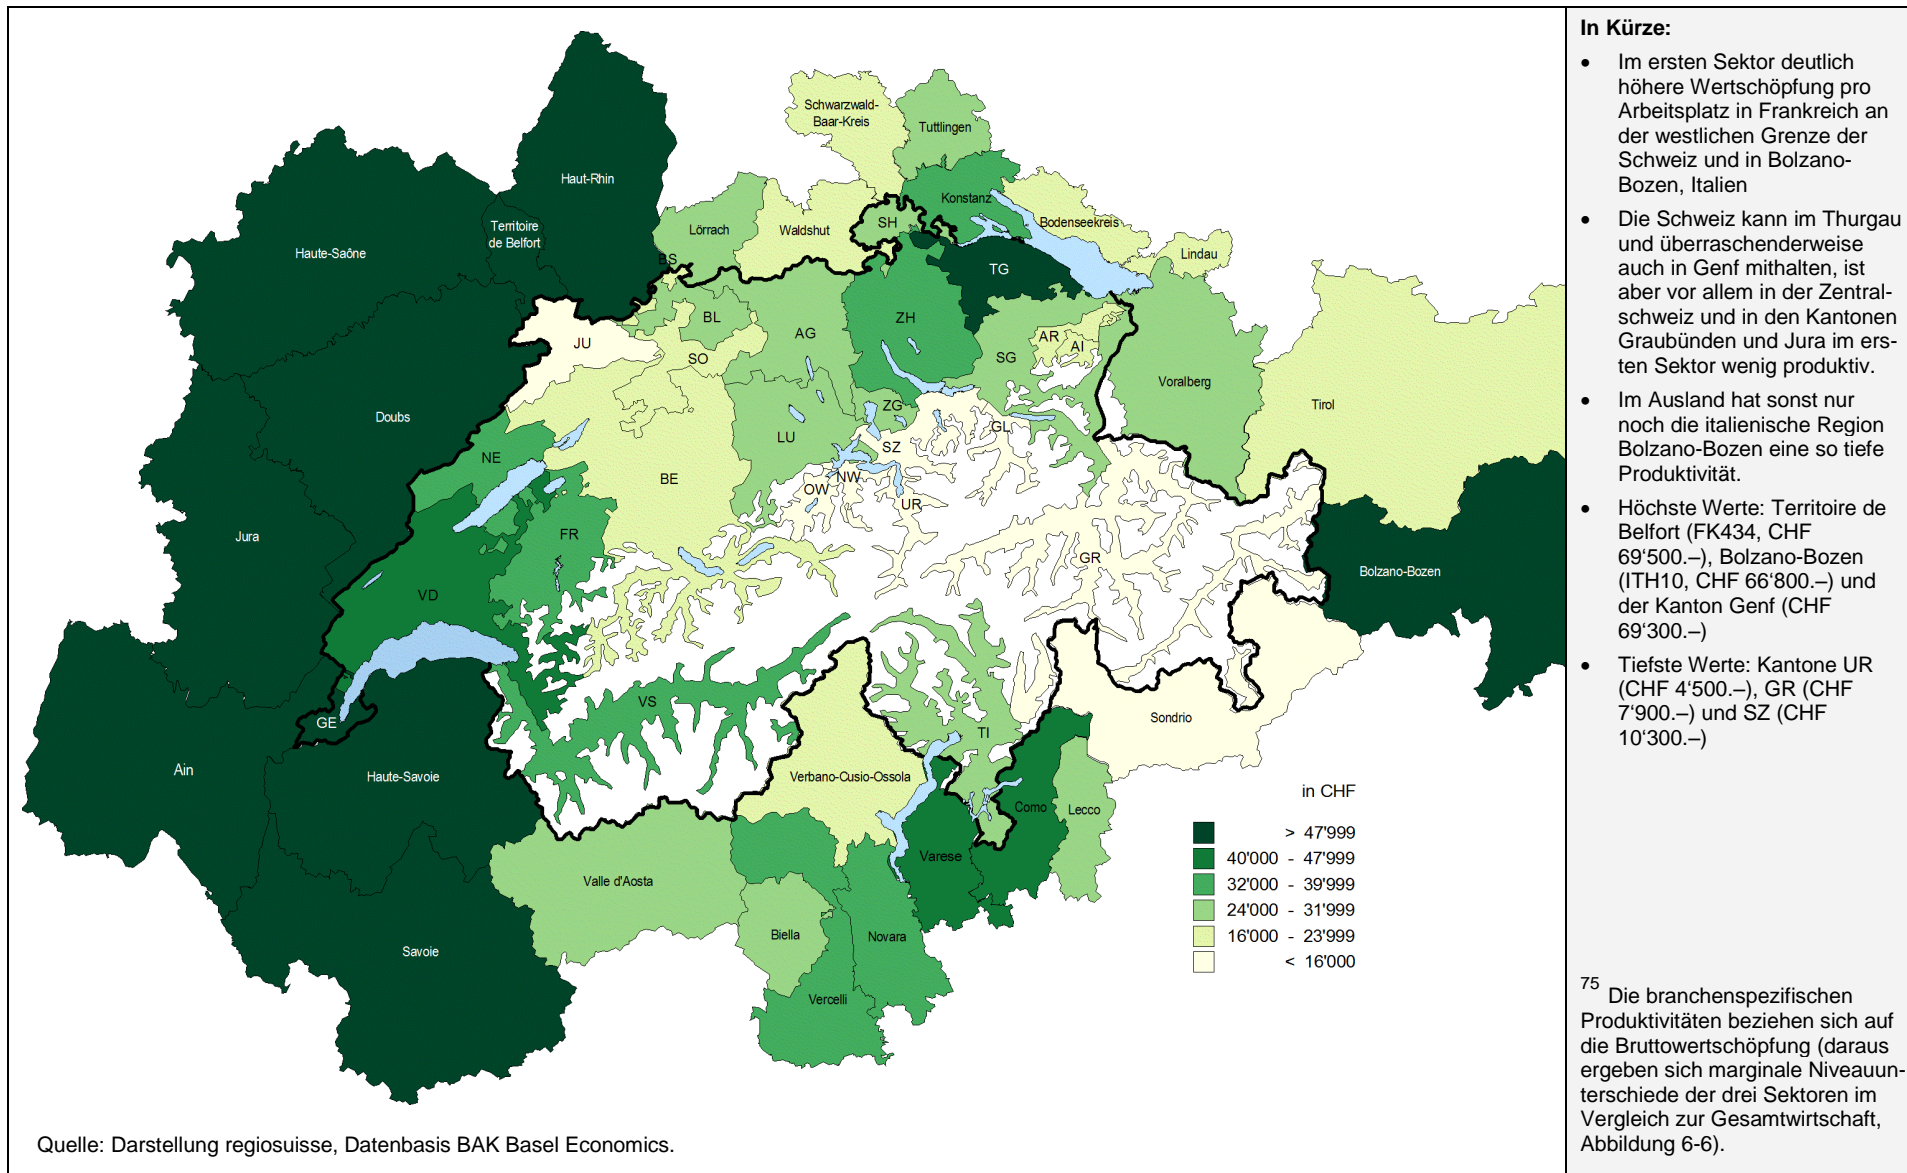 Haut-Rhin
Territoire
de Belfort
Haute-Saône
Doubs
Jura
Ain
Haute-Savoie
Savoie
Schwarzwald-
Baar-Kreis
Tuttlingen
Konstanz
Bodenseekreis
Lindau
Lörrach
Waldshut
Voralberg
Tirol
Bolzano-Bozen
Sondrio
Lecco
Como
Varese
Verbano-Cusio-Ossola
Novara
Vercelli
Biella
Valle d'Aosta
SH
BS
TG
ZH
BL
AG
JU
SO
AR
AI
SG
ZG
LU
GL
SZ
NE
BE
NW
OW
UR
FR
GR
VD
VS
TI
GE
in CHF
> 47'999
40'000 - 47'999
32'000 - 39'999
24'000 - 31'999
16'000 - 23'999
< 16'000
Quelle: Darstellung regiosuisse, Datenbasis BAK Basel Economics.
In Kürze:
• Im ersten Sektor deutlich
höhere Wertschöpfung pro
Arbeitsplatz in Frankreich an
der westlichen Grenze der
Schweiz und in Bolzano-
Bozen, Italien
• Die Schweiz kann im Thurgau
und überraschenderweise
auch in Genf mithalten, ist
aber vor allem in der Zentral-
schweiz und in den Kantonen
Graubünden und Jura im ers-
ten Sektor wenig produktiv.
• Im Ausland hat sonst nur
noch die italienische Region
Bolzano-Bozen eine so tiefe
Produktivität.
• Höchste Werte: Territoire de
Belfort (FK434, CHF
69‘500.–), Bolzano-Bozen
(ITH10, CHF 66‘800.–) und
der Kanton Genf (CHF
69‘300.–)
• Tiefste Werte: Kantone UR
(CHF 4‘500.–), GR (CHF
7‘900.–) und SZ (CHF
10‘300.–)
75 Die branchenspezifischen
Produktivitäten beziehen sich auf
die Bruttowertschöpfung (daraus
ergeben sich marginale Niveauun-
terschiede der drei Sektoren im
Vergleich zur Gesamtwirtschaft,
Abbildung 6-6).